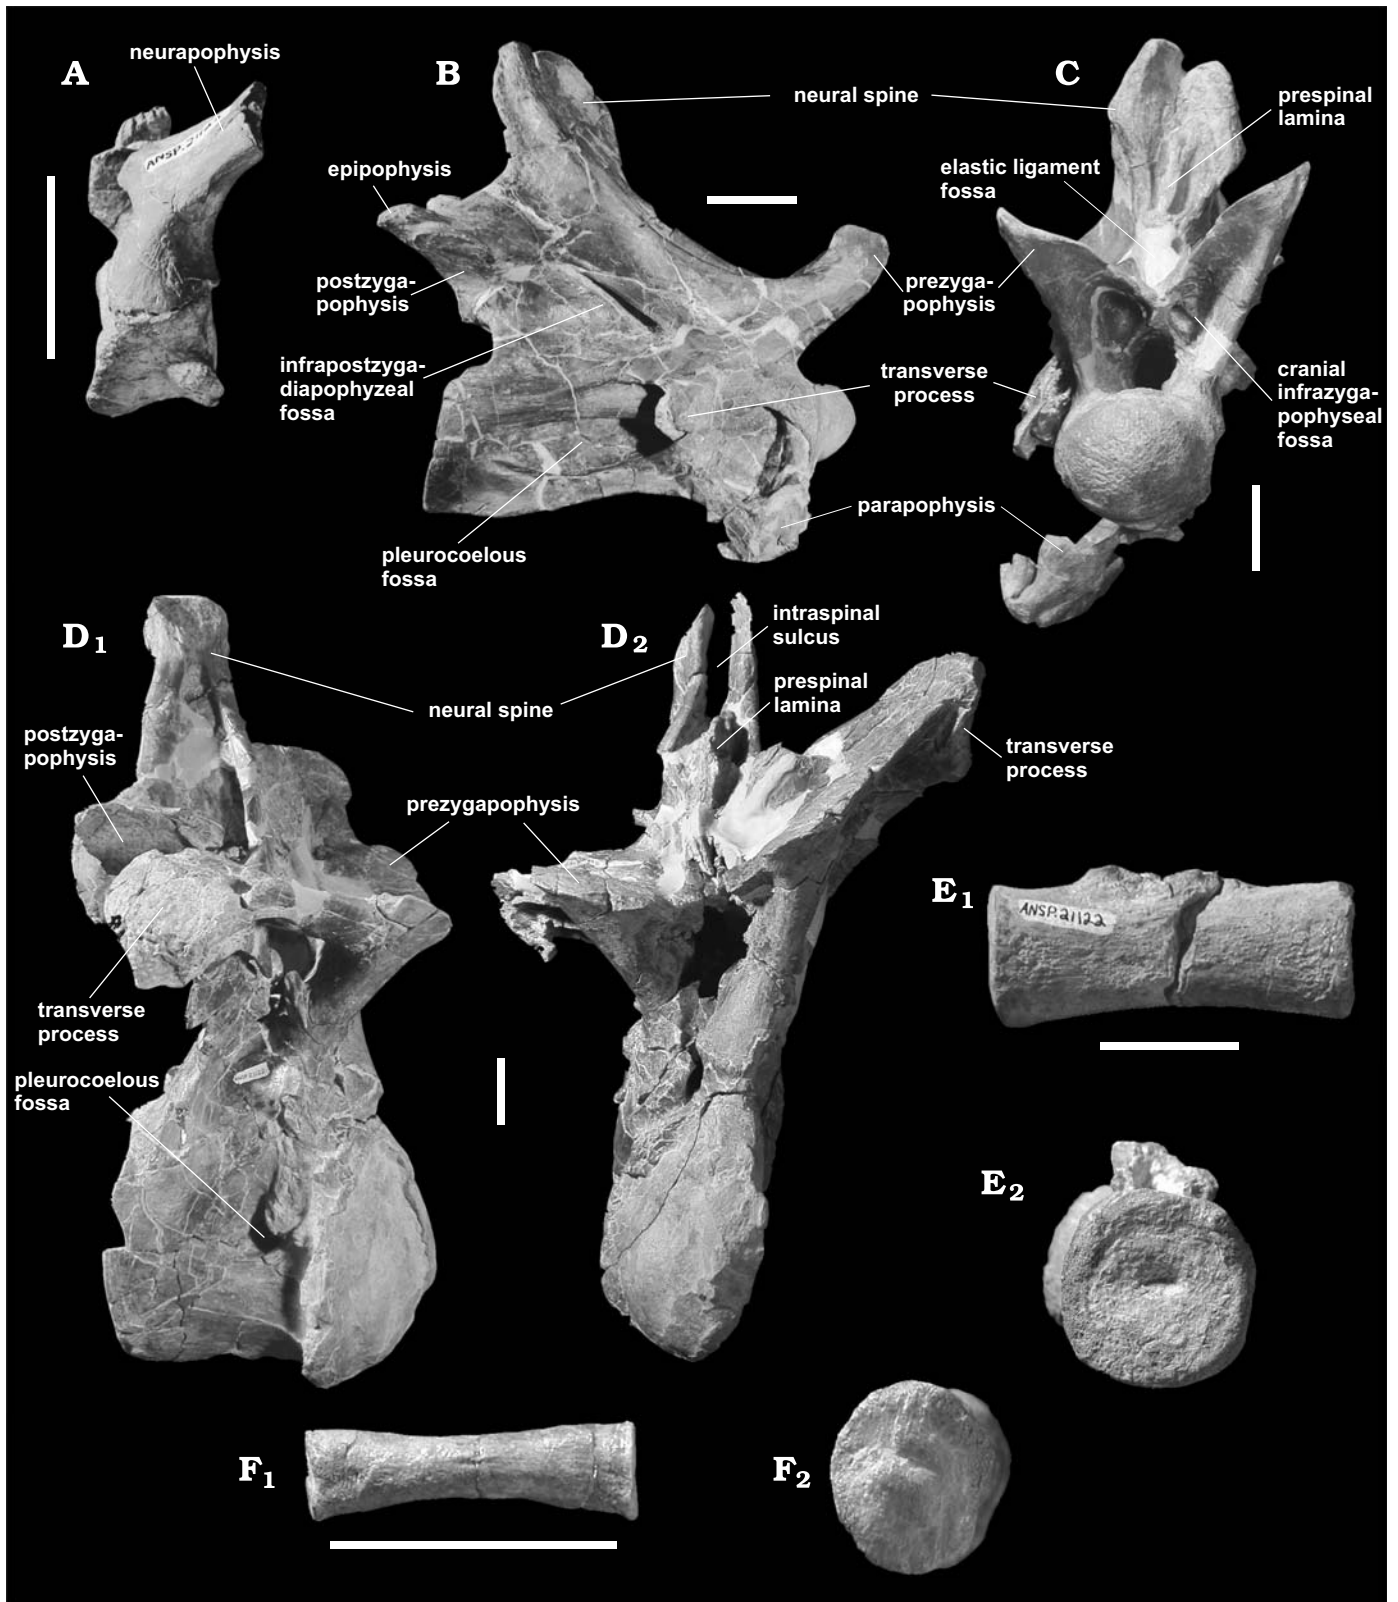 A
neurapophysis
ANSP.211
B
neural spine
C
prespinal
lamina
epipophysis
elastic ligament
fossa
postzyga-
pophysis
prezyga-
pophysis
infrapostzyga-
diapophyzeal
fossa
transverse
process
cranial
infrazyga-
pophyseal
fossa
parapophysis
pleurocoelous
fossa
D1
D2
intraspinal
sulcus
neural spine
prespinal
lamina
postzyga-
pophysis
transverse
process
prezygapophysis
E1
ANSP.21122
transverse
process
pleurocoelous
fossa
E2
F1
F2